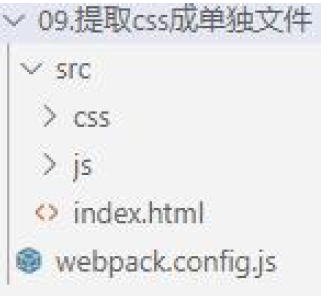 09.提取css成单独文件
src
css
js
index.html
webpack.config.js